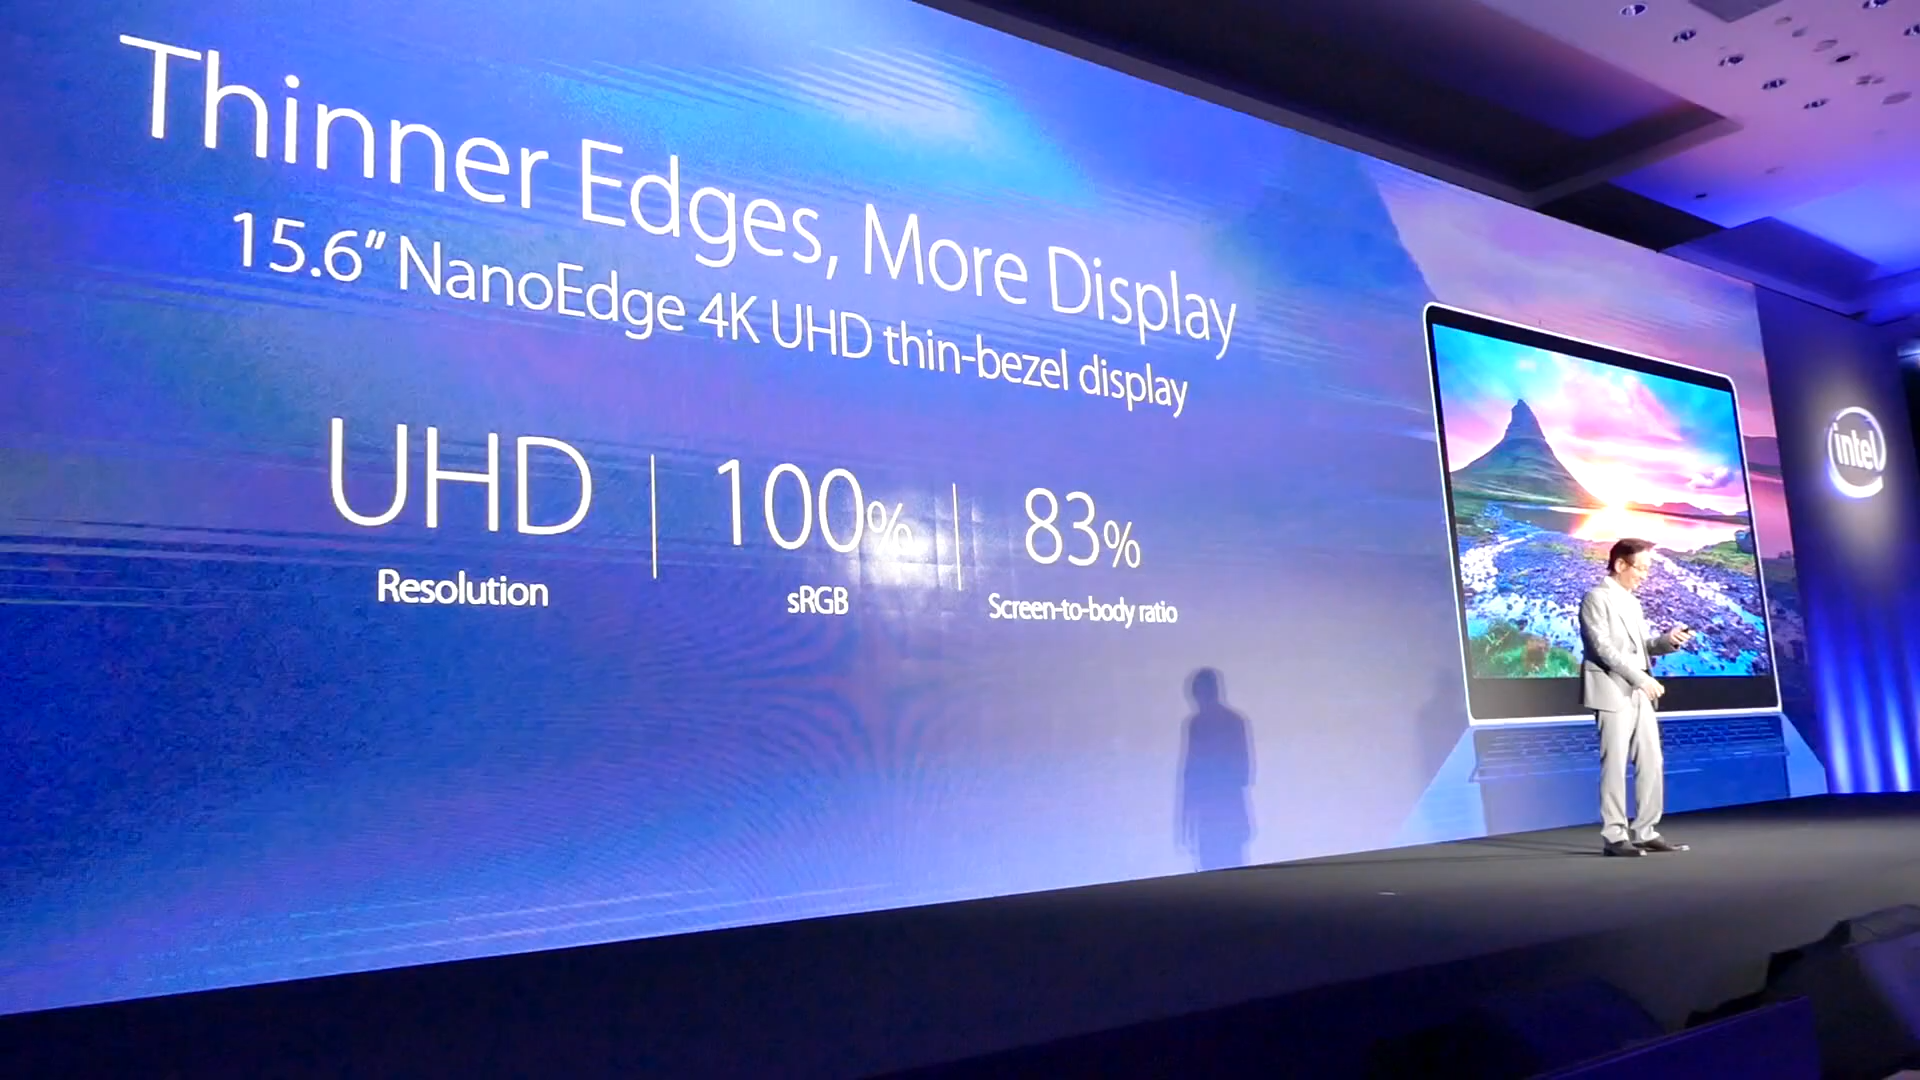 Thinner Edges, More Display
15.6" NanoEdge 4K UHD thin-bezel display
UHD
Resolution
100%
sRGB
83%
Screen-to-body ratio
intel